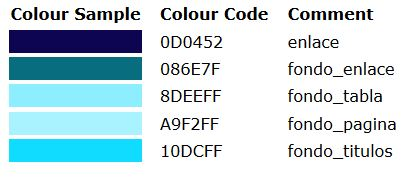 Colour Sample Colour Code Comment
0D0452 enlace
086E7F fondo_enlace
8DEEFF fondo_tabla
A9F2FF fondo_pagina
10DCFF fondo_titulos